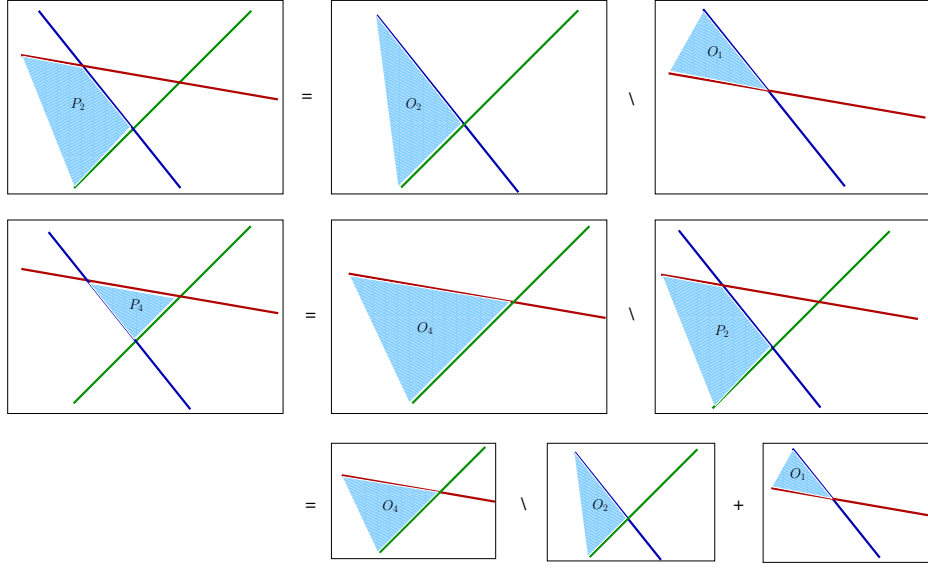 P₂ = O₂ \ O₁
P₄ = O₄ \ P₂
= O₄ \ O₂ + O₁